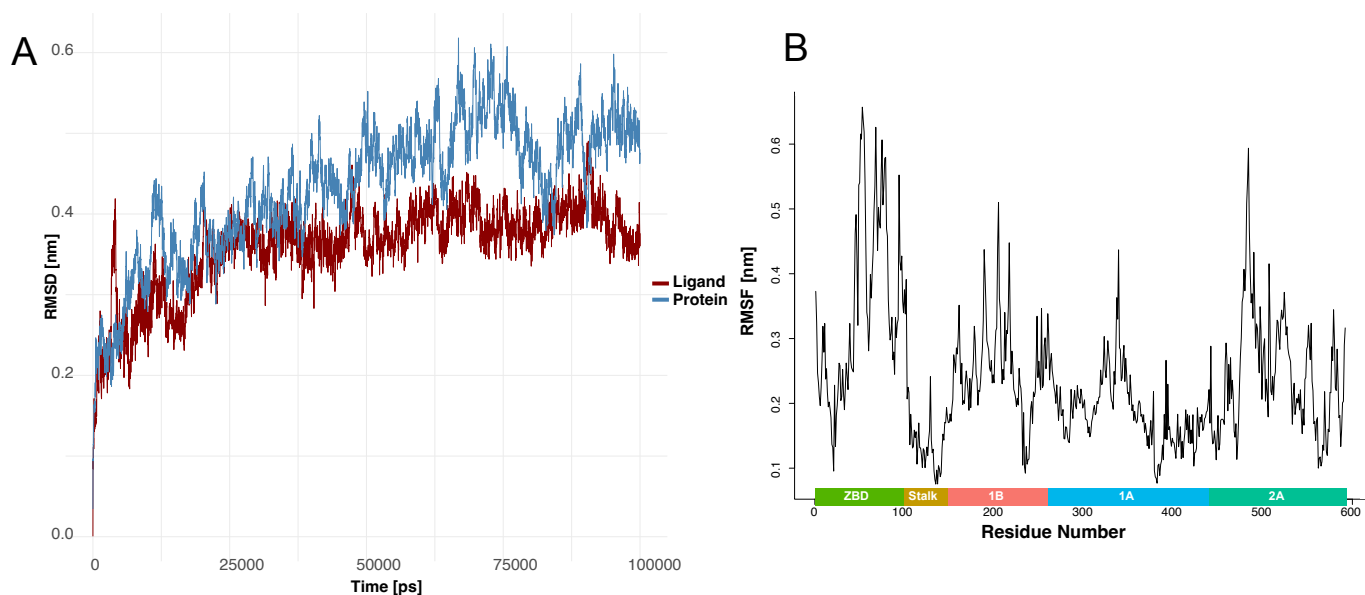 A
B
RMSD [nm]
0.6
0.4
0.2
0.0
0
25000
50000
75000
100000
Time [ps]
Ligand
Protein
RMSF [nm]
0.6
0.5
0.4
0.3
0.2
0.1
ZBD
Stalk
1B
1A
2A
0
100
200
300
400
500
600
Residue Number